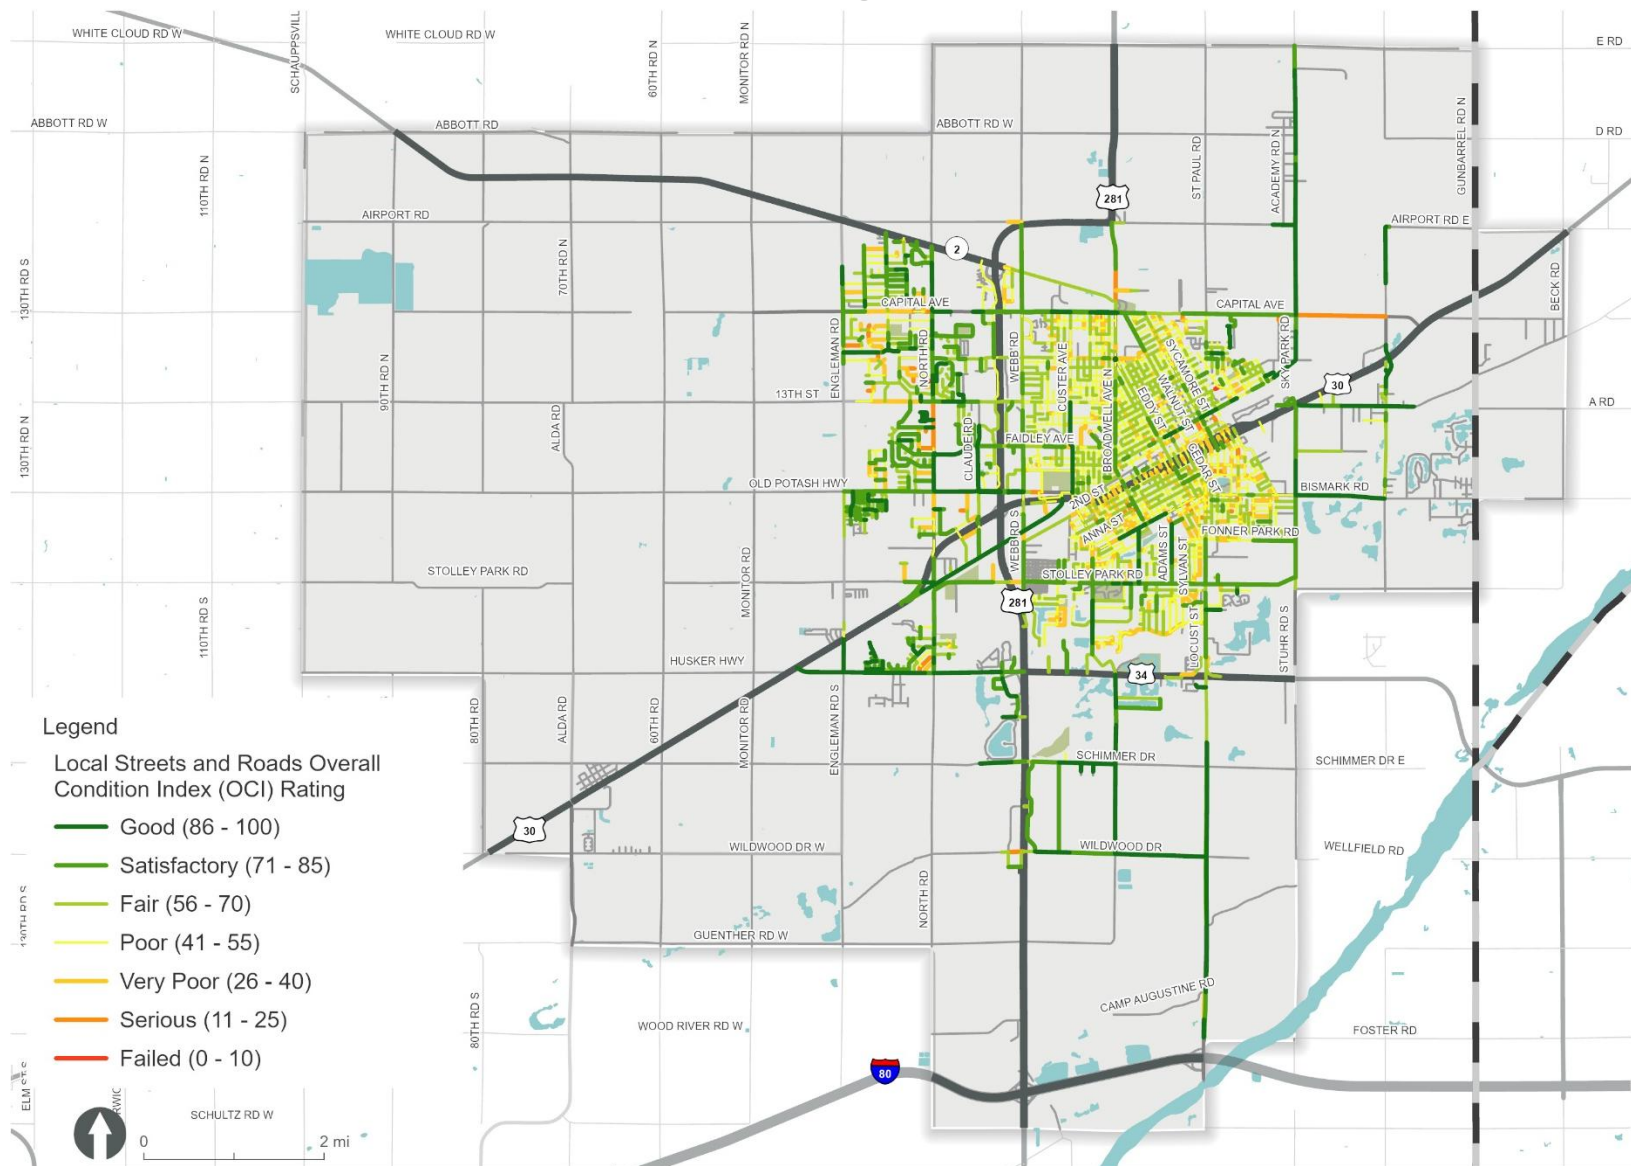 WHITE CLOUD RD W
WHITE CLOUD RD W
SCHAUPPSVILL
60TH RD N
MONITOR RD N
E RD
ABBOTT RD W
ABBOTT RD
ABBOTT RD W
D RD
110TH RD N
ST PAUL RD
ACADEMY RD N
GUNBARREL RD N
281
AIRPORT RD
AIRPORT RD E
2
130TH RD S
70TH RD N
BECK RD
CAPITAL AVE
CAPITAL AVE
ENGLEMAN RD
NORTH RD
WEBB RD
CUSTER AVE
BROADWELL AVE N
SYCAMORE ST
WALNUT ST
EDDY ST
SKY PARK RD
90TH RD N
30
13TH ST
A RD
130TH RD N
ALDA RD
CLAUDE RD
FAIDLEY AVE
CEDAR ST
OLD POTASH HWY
2ND ST
BISMARK RD
WEBB RD S
ANNA ST
ADAMS ST
SYLVAN ST
FONNER PARK RD
STOLLEY PARK RD
MONITOR RD
STOLLEY PARK RD
281
110TH RD S
LOCUST ST
STUHR RD S
HUSKER HWY
34
80TH RD
ALDA RD
60TH RD
MONITOR RD
ENGLEMAN RD S
Legend
Local Streets and Roads Overall
Condition Index (OCI) Rating
Good (86 - 100)
Satisfactory (71 - 85)
Fair (56 - 70)
Poor (41 - 55)
Very Poor (26 - 40)
Serious (11 - 25)
Failed (0 - 10)
SCHIMMER DR
SCHIMMER DR E
30
WILDWOOD DR W
WILDWOOD DR
WELLFIELD RD
130TH RD S
NORTH RD
GUENTHER RD W
80TH RD S
CAMP AUGUSTINE RD
WOOD RIVER RD W
FOSTER RD
80
SCHULTZ RD W
0
2 mi